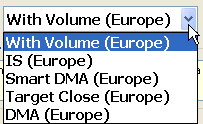 With Volume (Europe)
With Volume (Europe)
IS (Europe)
Smart DMA (Europe)
Target Close (Europe)
DMA (Europe)